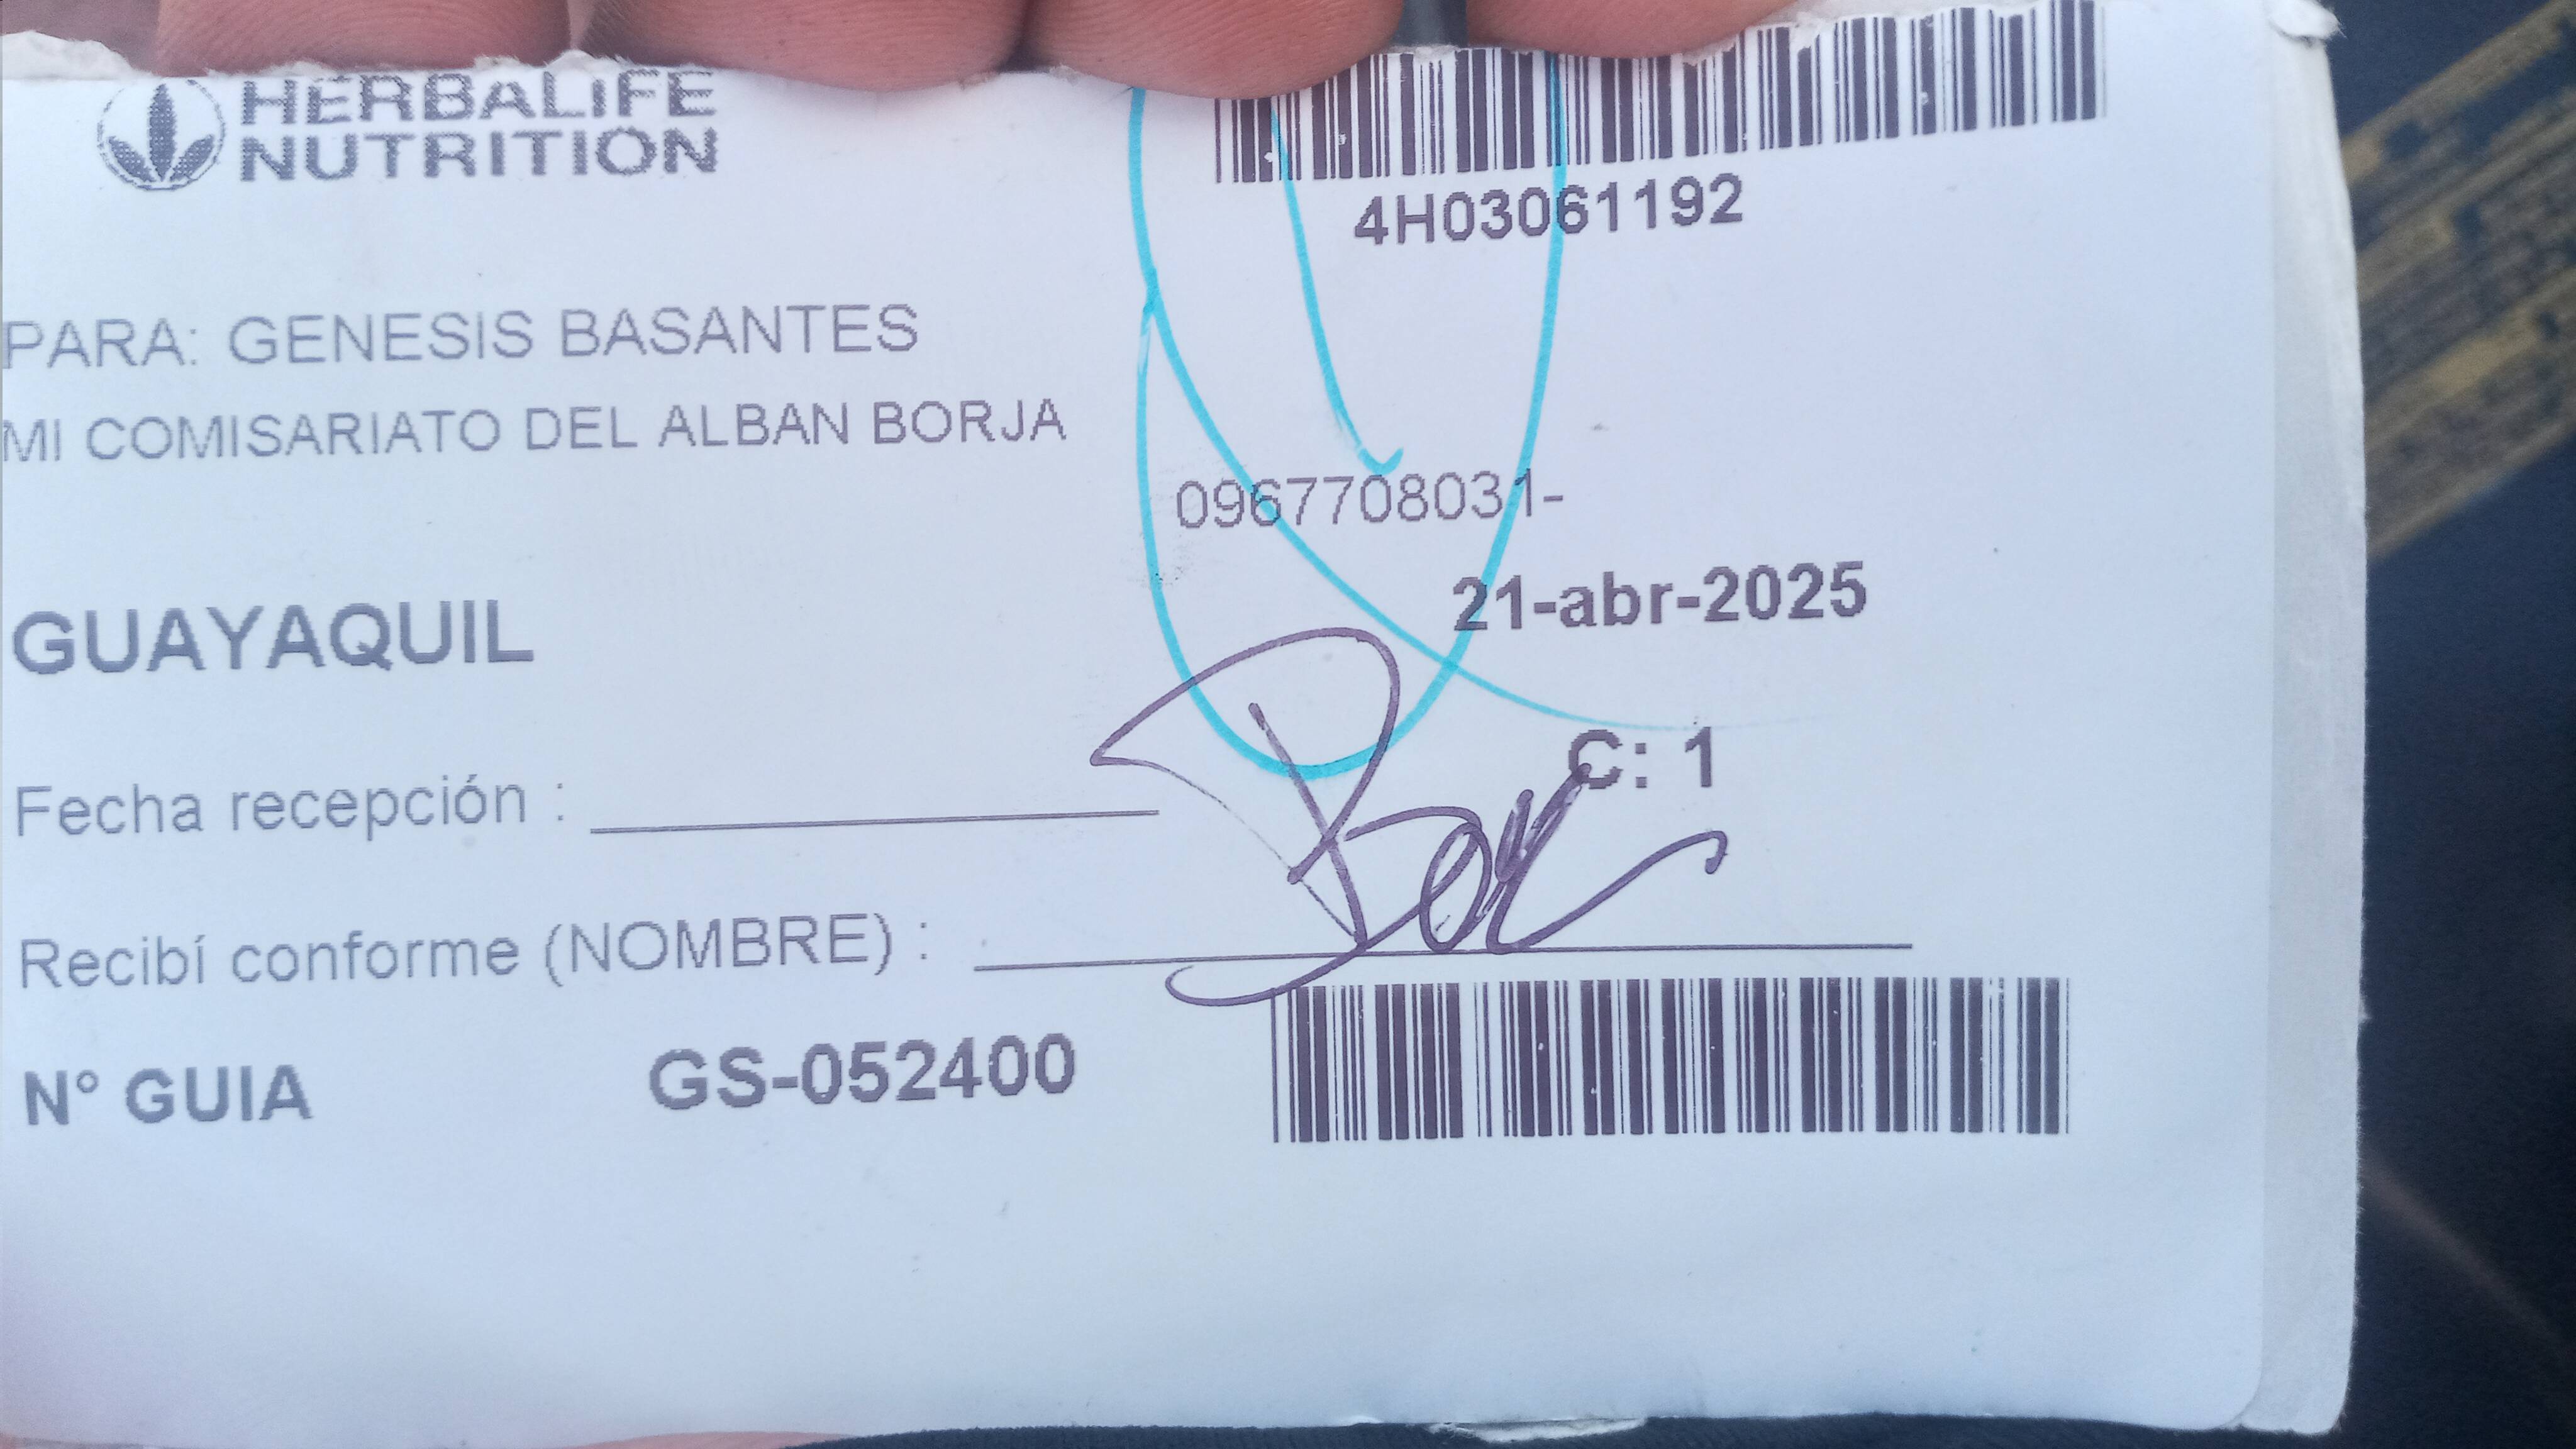 HERBALIFE
NUTRITION
4H03061192
PARA: GENESIS BASANTES
MI COMISARIATO DEL ALBAN BORJA
0967708031-
GUAYAQUIL
21-abr-2025
C: 1
Fecha recepción :
Recibí conforme (NOMBRE) :
N° GUIA GS-052400